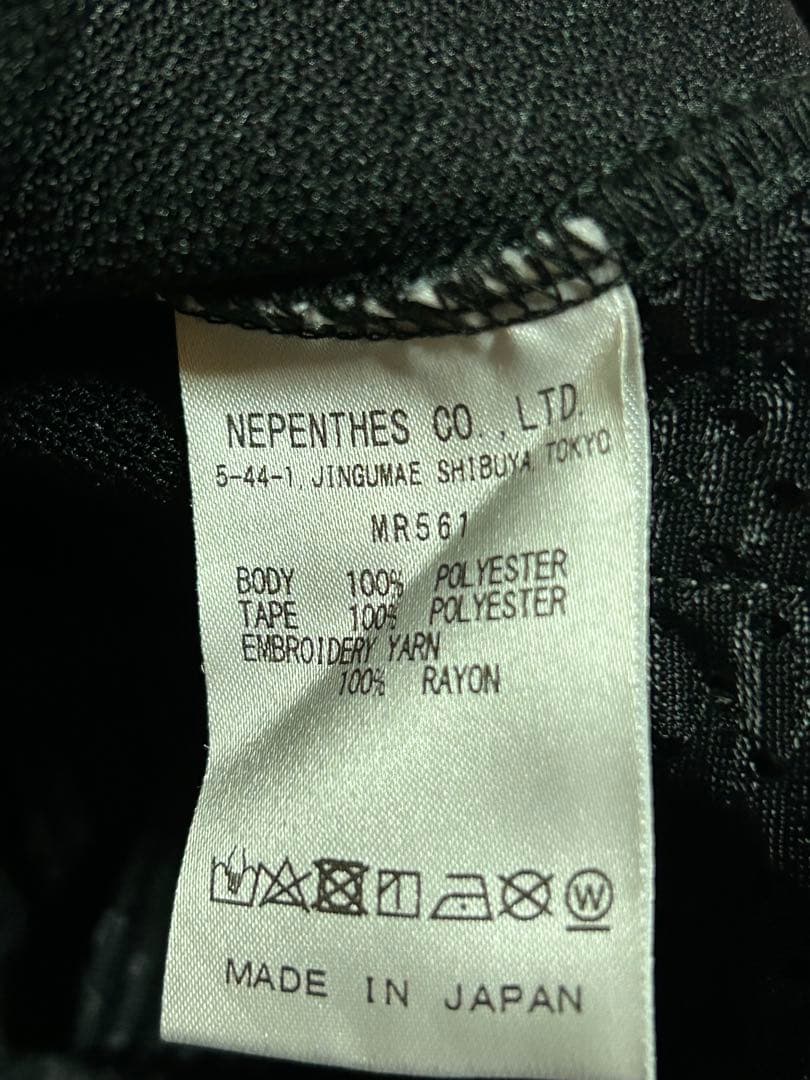 NEPENTHES CO.,LTD.
5-44-1, JINGUMAE SHIBUYA TOKYO
MR561
BODY 100% POLYESTER
TAPE 100% POLYESTER
EMBROIDERY YARN
100% RAYON
W
MADE IN JAPAN